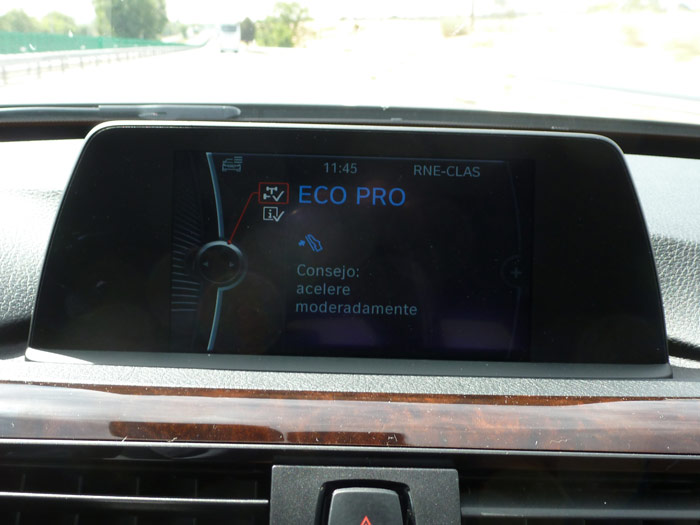 11:45 RNE-CLAS
ECO PRO
Consejo:
acelere
moderadamente